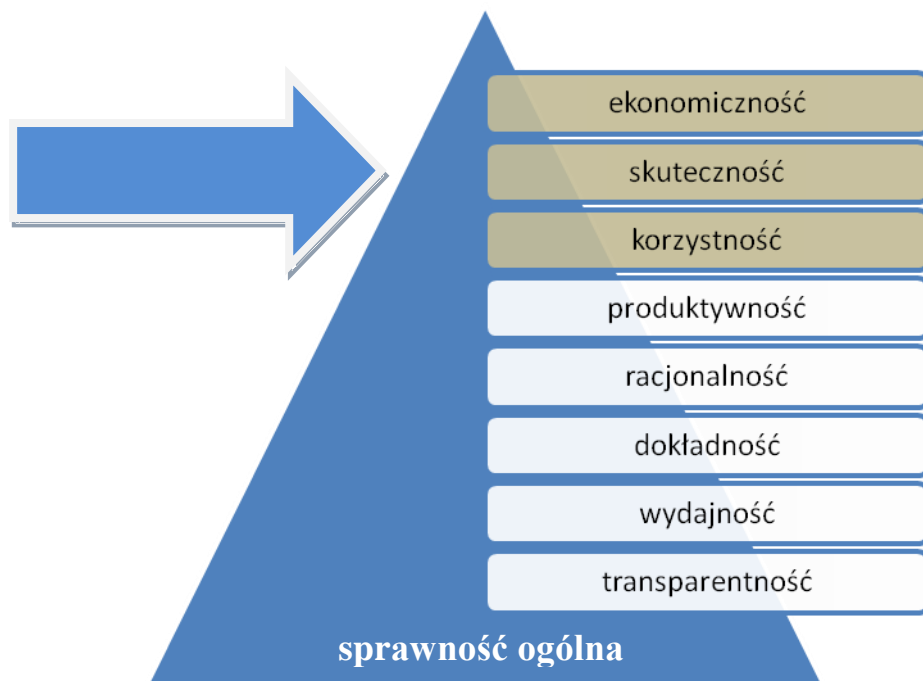 ekonomiczność
skuteczność
korzystność
produktywność
racjonalność
dokładność
wydajność
transparentność
sprawność ogólna